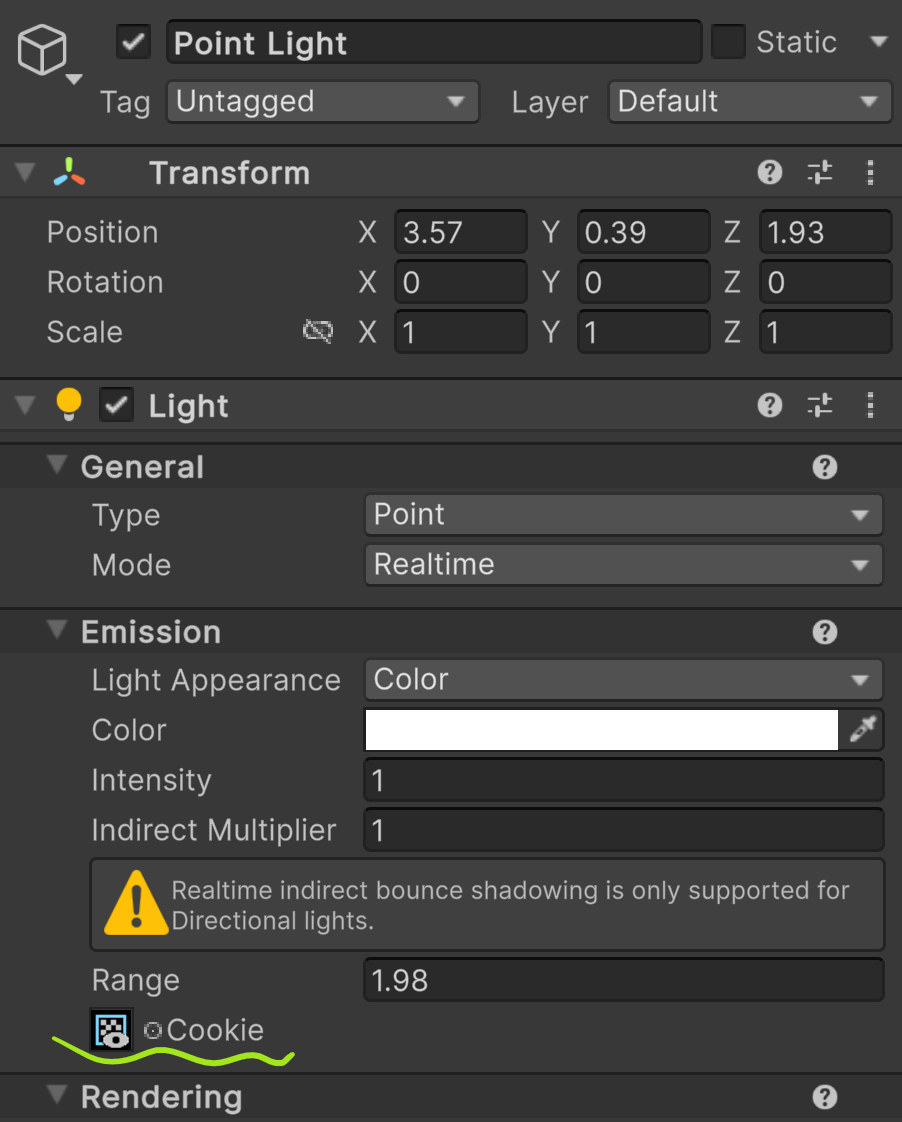 Point Light Static
Tag Untagged Layer Default
Transform
Position X 3.57 Y 0.39 Z 1.93
Rotation X 0 Y 0 Z 0
Scale X 1 Y 1 Z 1
Light
General
Type Point
Mode Realtime
Emission
Light Appearance Color
Color
Intensity 1
Indirect Multiplier 1
Realtime indirect bounce shadowing is only supported for
Directional lights.
Range 1.98
Cookie
Rendering